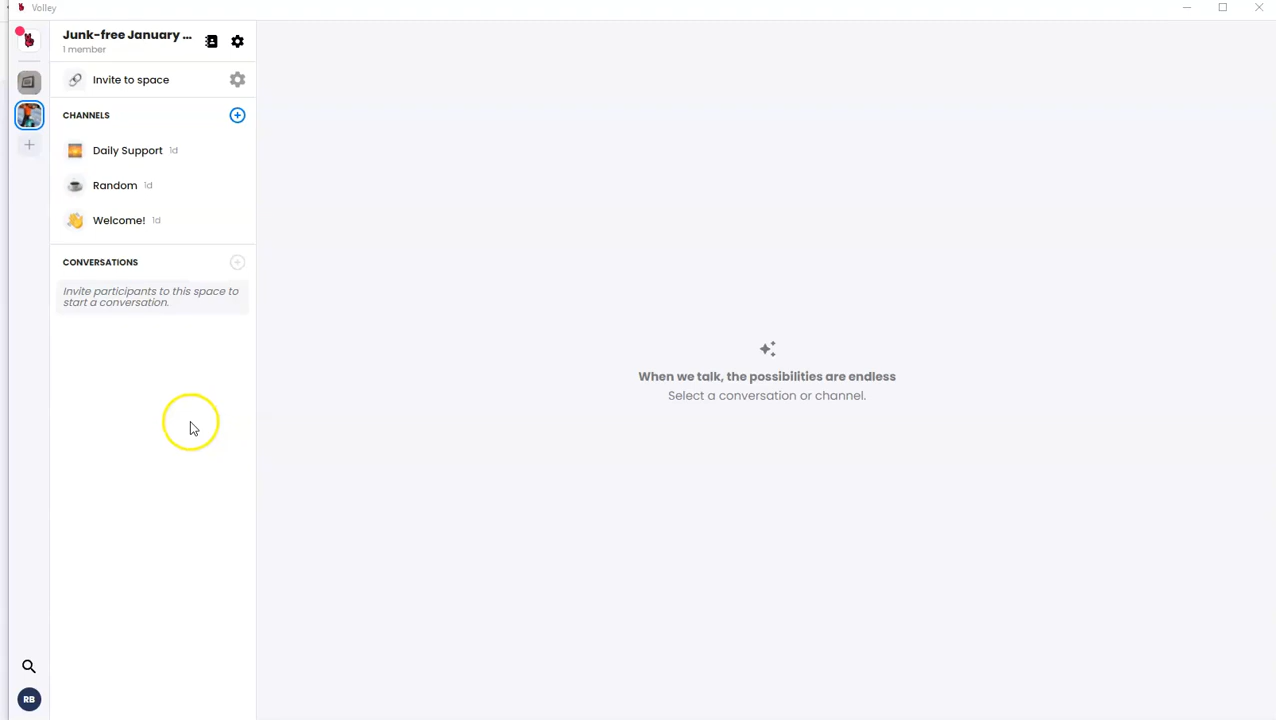 Volley
Junk-free January ...
1 member
Invite to space
CHANNELS
Daily Support 1d
Random 1d
Welcome! 1d
CONVERSATIONS
Invite participants to this space to
start a conversation.
When we talk, the possibilities are endless
Select a conversation or channel.
RB